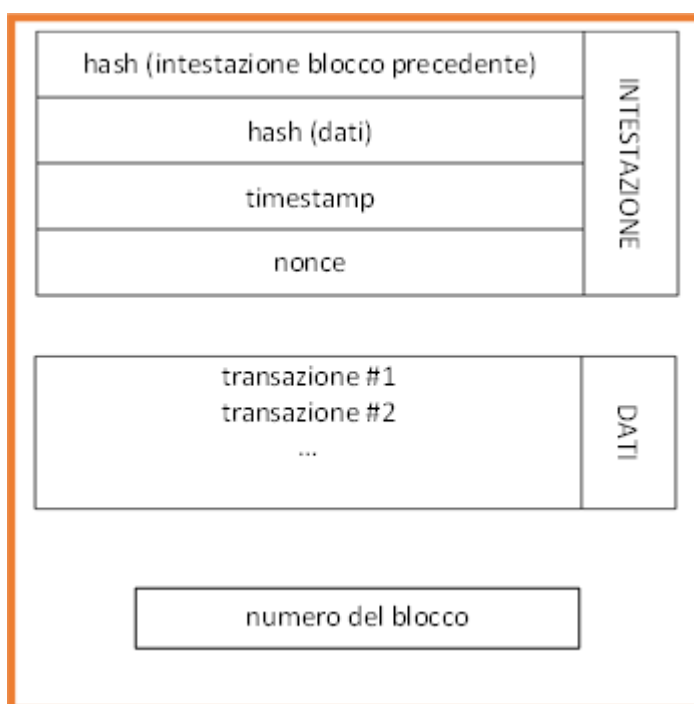 hash (intestazione blocco precedente)
hash (dati)
timestamp
nonce
INTESTAZIONE
transazione #1
transazione #2
...
DATI
numero del blocco